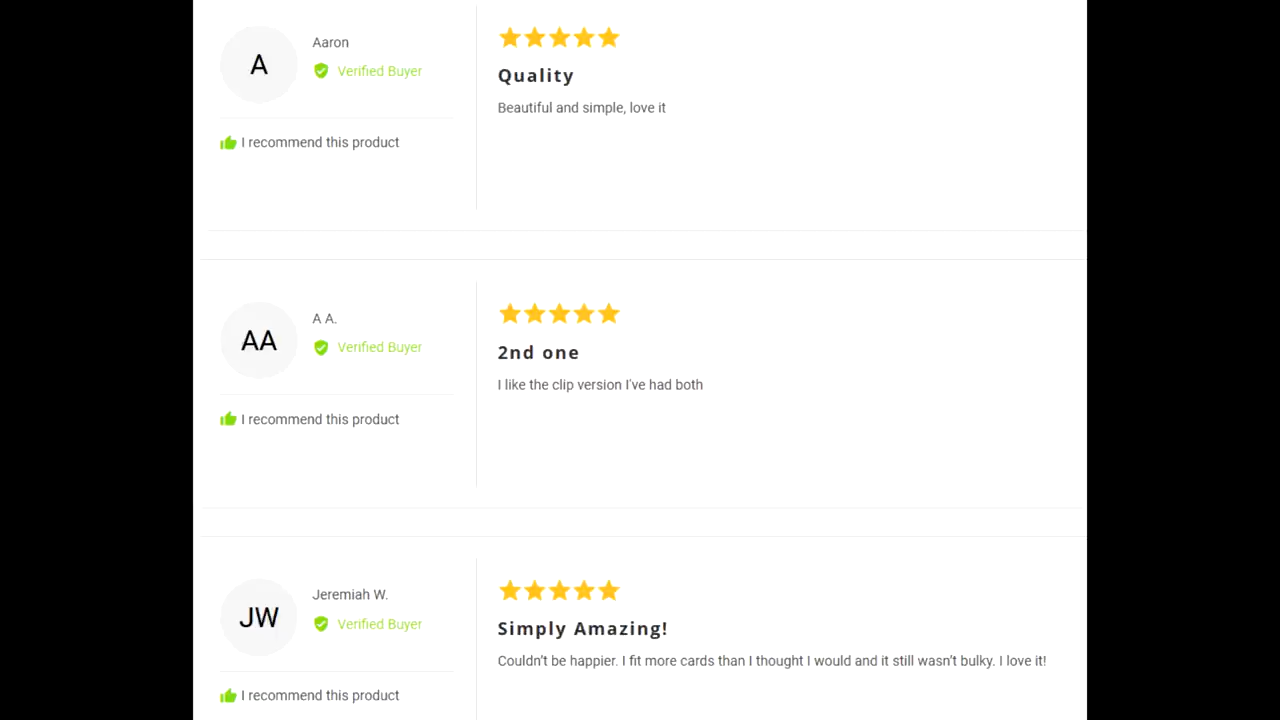 A
Aaron
Verified Buyer
I recommend this product
Quality
Beautiful and simple, love it
AA
A A.
Verified Buyer
I recommend this product
2nd one
I like the clip version I've had both
JW
Jeremiah W.
Verified Buyer
I recommend this product
Simply Amazing!
Couldn’t be happier. I fit more cards than I thought I would and it still wasn’t bulky. I love it!